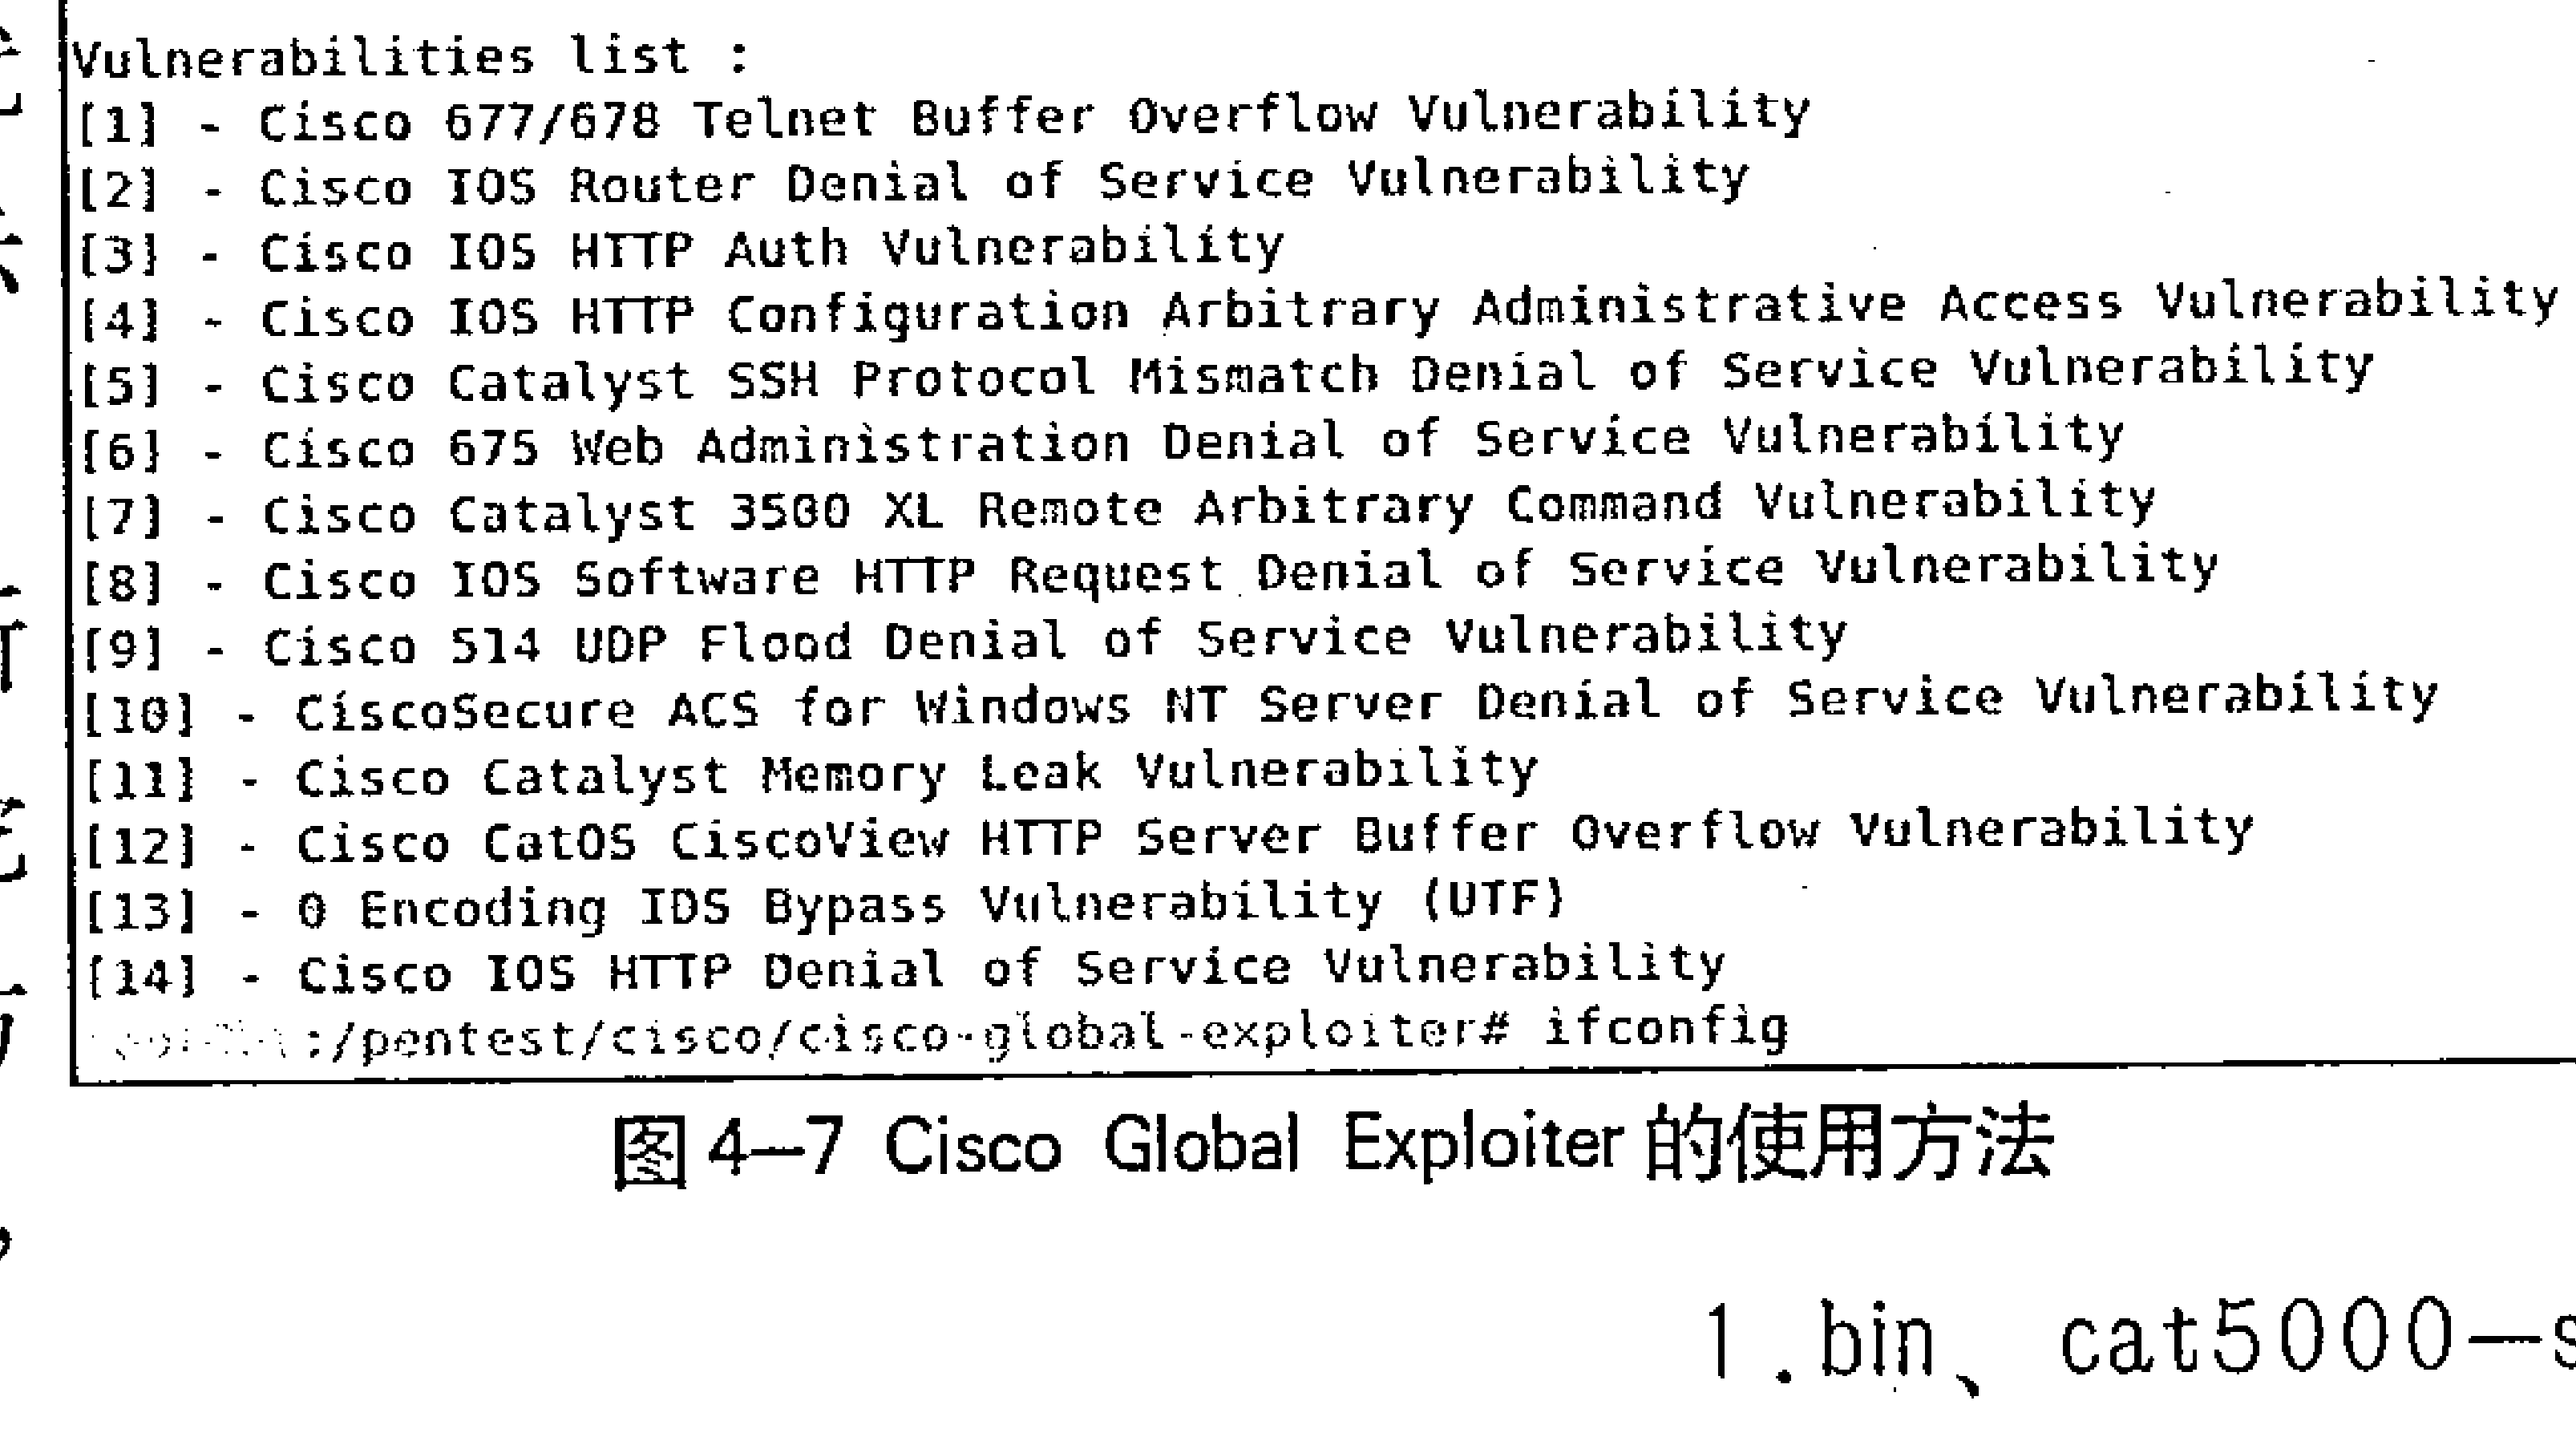 Vulnerabilities list :
[1] - Cisco 677/678 Telnet Buffer Overflow Vulnerability
[2] - Cisco IOS Router Denial of Service Vulnerability
[3] - Cisco IOS HTTP Auth Vulnerability
[4] - Cisco IOS HTTP Configuration Arbitrary Administrative Access Vulnerability
[5] - Cisco Catalyst SSH Protocol Mismatch Denial of Service Vulnerability
[6] - Cisco 675 Web Administration Denial of Service Vulnerability
[7] - Cisco Catalyst 3500 XL Remote Arbitrary Command Vulnerability
[8] - Cisco IOS Software HTTP Request Denial of Service Vulnerability
[9] - Cisco 514 UDP Flood Denial of Service Vulnerability
[10] - CiscoSecure ACS for Windows NT Server Denial of Service Vulnerability
[11] - Cisco Catalyst Memory Leak Vulnerability
[12] - Cisco CatOS CiscoView HTTP Server Buffer Overflow Vulnerability
[13] - 0 Encoding IDS Bypass Vulnerability (UTF)
[14] - Cisco IOS HTTP Denial of Service Vulnerability
:/pentest/cisco/cisco-global-exploiter# ifconfig
图 4—7 Cisco Global Exploiter 的使用方法
1.bin、cat5000—s